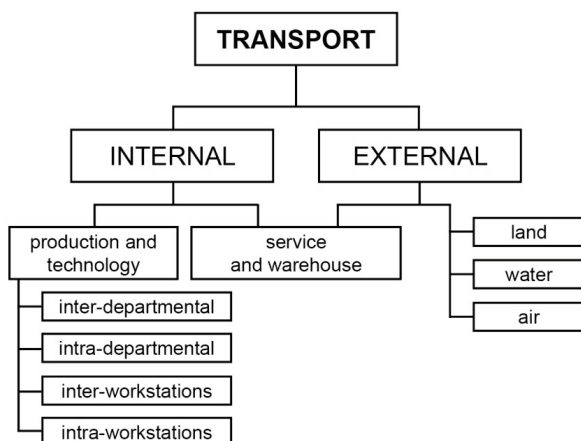 TRANSPORT
INTERNAL
EXTERNAL
production and
technology
service
and warehouse
land
water
air
inter-departmental
intra-departmental
inter-workstations
intra-workstations